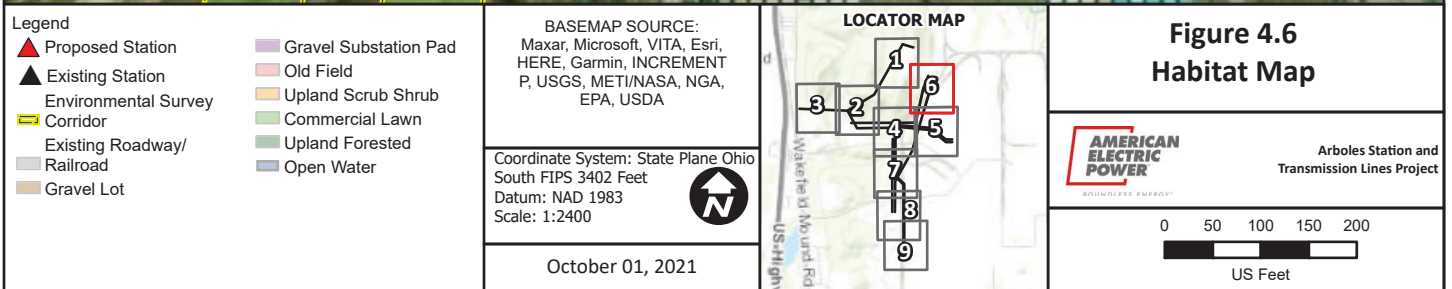 Legend
Proposed Station
Existing Station
Environmental Survey
Corridor
Existing Roadway/
Railroad
Gravel Lot
Gravel Substation Pad
Old Field
Upland Scrub Shrub
Commercial Lawn
Upland Forested
Open Water
BASEMAP SOURCE:
Maxar, Microsoft, VITA, Esri,
HERE, Garmin, INCREMENT
P, USGS, METI/NASA, NGA,
EPA, USDA
Coordinate System: State Plane Ohio
South FIPS 3402 Feet
Datum: NAD 1983
Scale: 1:2400
N
October 01, 2021
LOCATOR MAP
d
1
6
3
2
4
5
7
8
9
Wakefield Mound Rd
US-High
Figure 4.6
Habitat Map
AMERICAN
ELECTRIC
POWER
BOUNDLESS ENERGY
Arboles Station and
Transmission Lines Project
0 50 100 150 200
US Feet